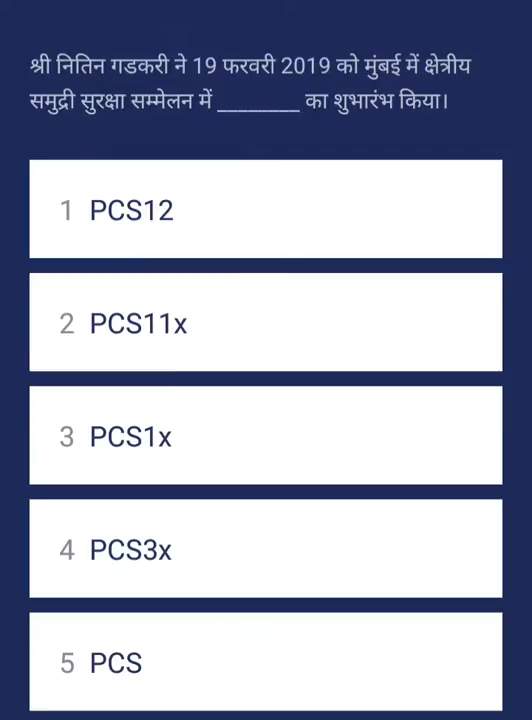 श्री नितिन गडकरी ने 19 फरवरी 2019 को मुंबई में क्षेत्रीय
समुद्री सुरक्षा सम्मेलन में ________ का शुभारंभ किया।
1 PCS12
2 PCS11x
3 PCS1x
4 PCS3x
5 PCS